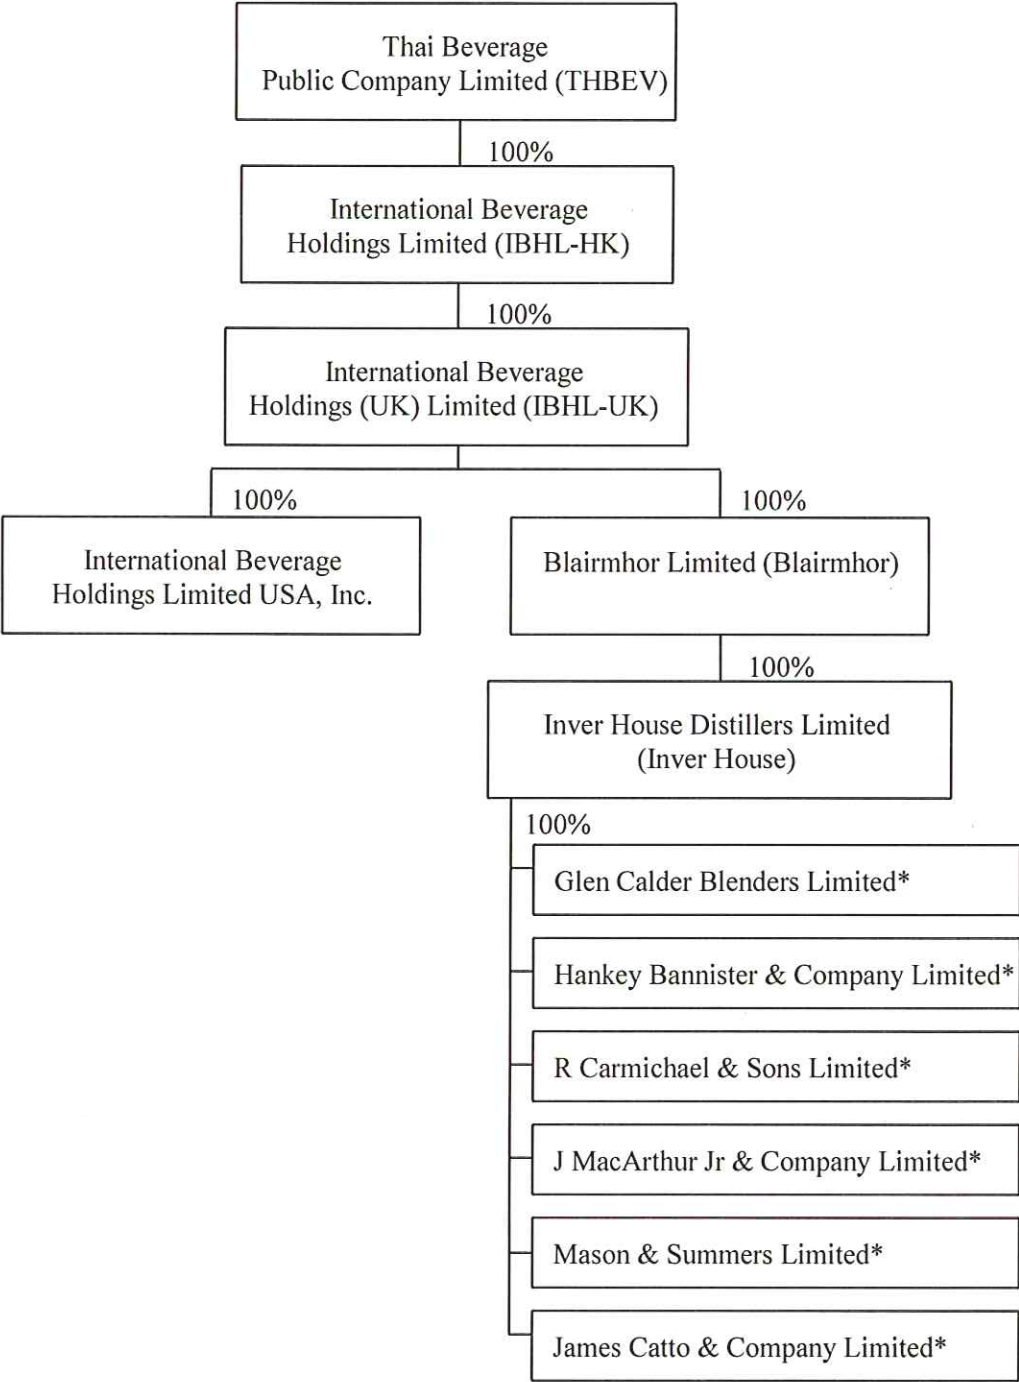 Thai Beverage
Public Company Limited (THBEV)
100%
International Beverage
Holdings Limited (IBHL-HK)
100%
International Beverage
Holdings (UK) Limited (IBHL-UK)
100%
100%
International Beverage
Holdings Limited USA, Inc.
Blairmhor Limited (Blairmhor)
100%
Inver House Distillers Limited
(Inver House)
100%
Glen Calder Blenders Limited*
Hankey Bannister & Company Limited*
R Carmichael & Sons Limited*
J MacArthur Jr & Company Limited*
Mason & Summers Limited*
James Catto & Company Limited*